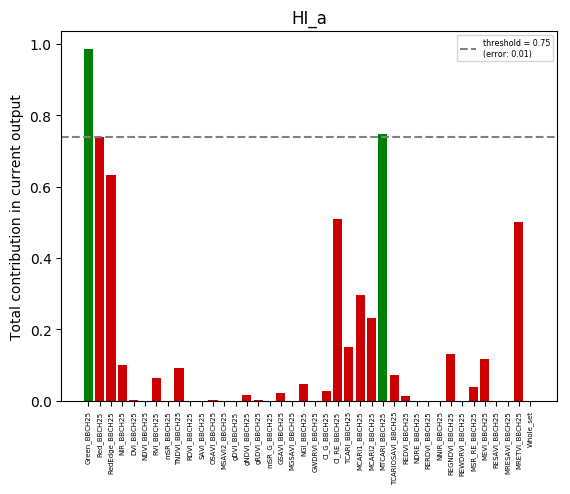 HI_a
threshold = 0.75
(error: 0.01)
Total contribution in current output
1.0
0.8
0.6
0.4
0.2
0.0
Green_BBCH25
Red_BBCH25
RedEdge_BBCH25
NIR_BBCH25
DVI_BBCH25
NDVI_BBCH25
RVI_BBCH25
mSR_BBCH25
TNDVI_BBCH25
RDVI_BBCH25
SAVI_BBCH25
OSAVI_BBCH25
MSAVI2_BBCH25
gDVI_BBCH25
gNDVI_BBCH25
gRDVI_BBCH25
mSR_G_BBCH25
GSAVI_BBCH25
MGSAVI_BBCH25
NGI_BBCH25
GWDRVI_BBCH25
CI_G_BBCH25
CI_RE_BBCH25
TCARI_BBCH25
MCARI1_BBCH25
MCARI2_BBCH25
MTCARI_BBCH25
TCARIOSAVI_BBCH25
REDVI_BBCH25
NDRE_BBCH25
RERDVI_BBCH25
NNIR_BBCH25
REGNDVI_BBCH25
REWDRVI_BBCH25
MSR_RE_BBCH25
MEVI_BBCH25
RESAVI_BBCH25
MRESAVI_BBCH25
MRETVI_BBCH25
Whole_set